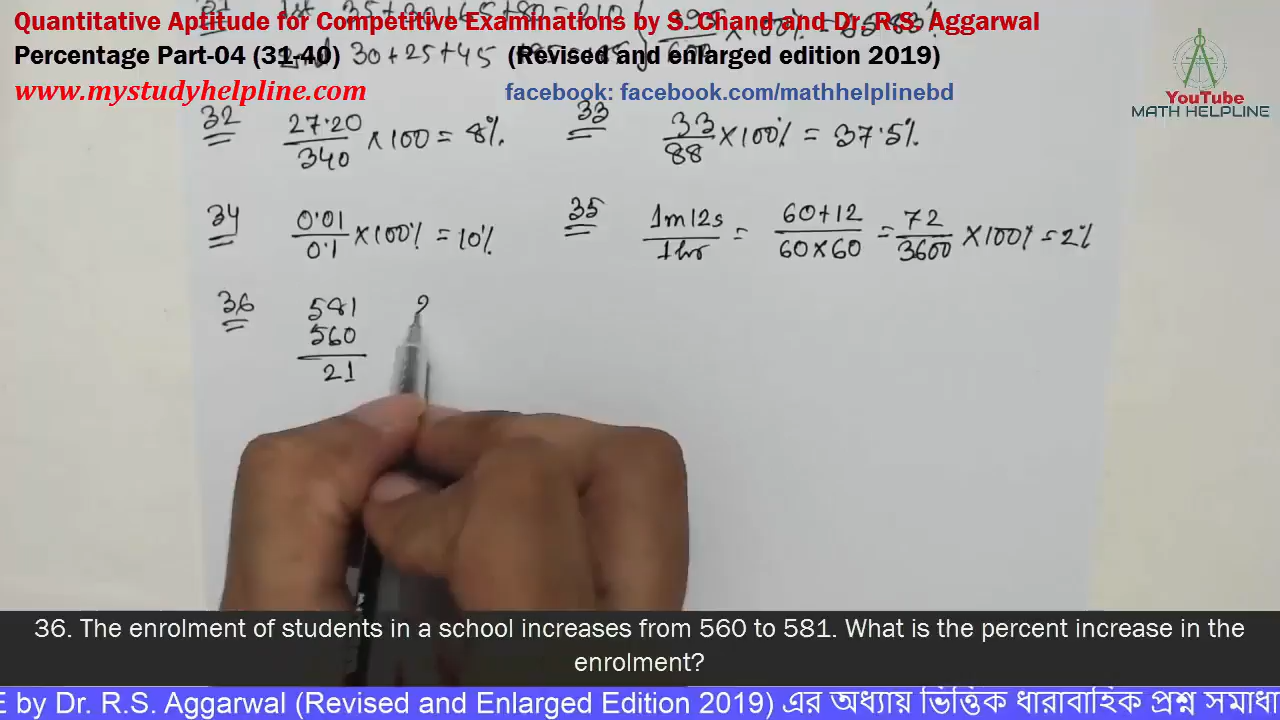 Quantitative Aptitude for Competitive Examinations by S. Chand and Dr. R.S. Aggarwal
Percentage Part-04 (31-40) (Revised and enlarged edition 2019)
30+25+45
www.mystudyhelpline.com facebook: facebook.com/mathhelplinebd
YouTube
MATH HELPLINE
32 27.20/340 ×100 = 8%. 33 33/88 ×100% = 37.5%
34 0.01/0.1 ×100% = 10% 35 1m12s/1hr = 60+12/60×60 = 72/3600 ×100% = 2%
36 581
560
21 2
36. The enrolment of students in a school increases from 560 to 581. What is the percent increase in the
enrolment?
E by Dr. R.S. Aggarwal (Revised and Enlarged Edition 2019) এর অধ্যায় ভিত্তিক ধারাবাহিক প্রশ্ন সমাধা